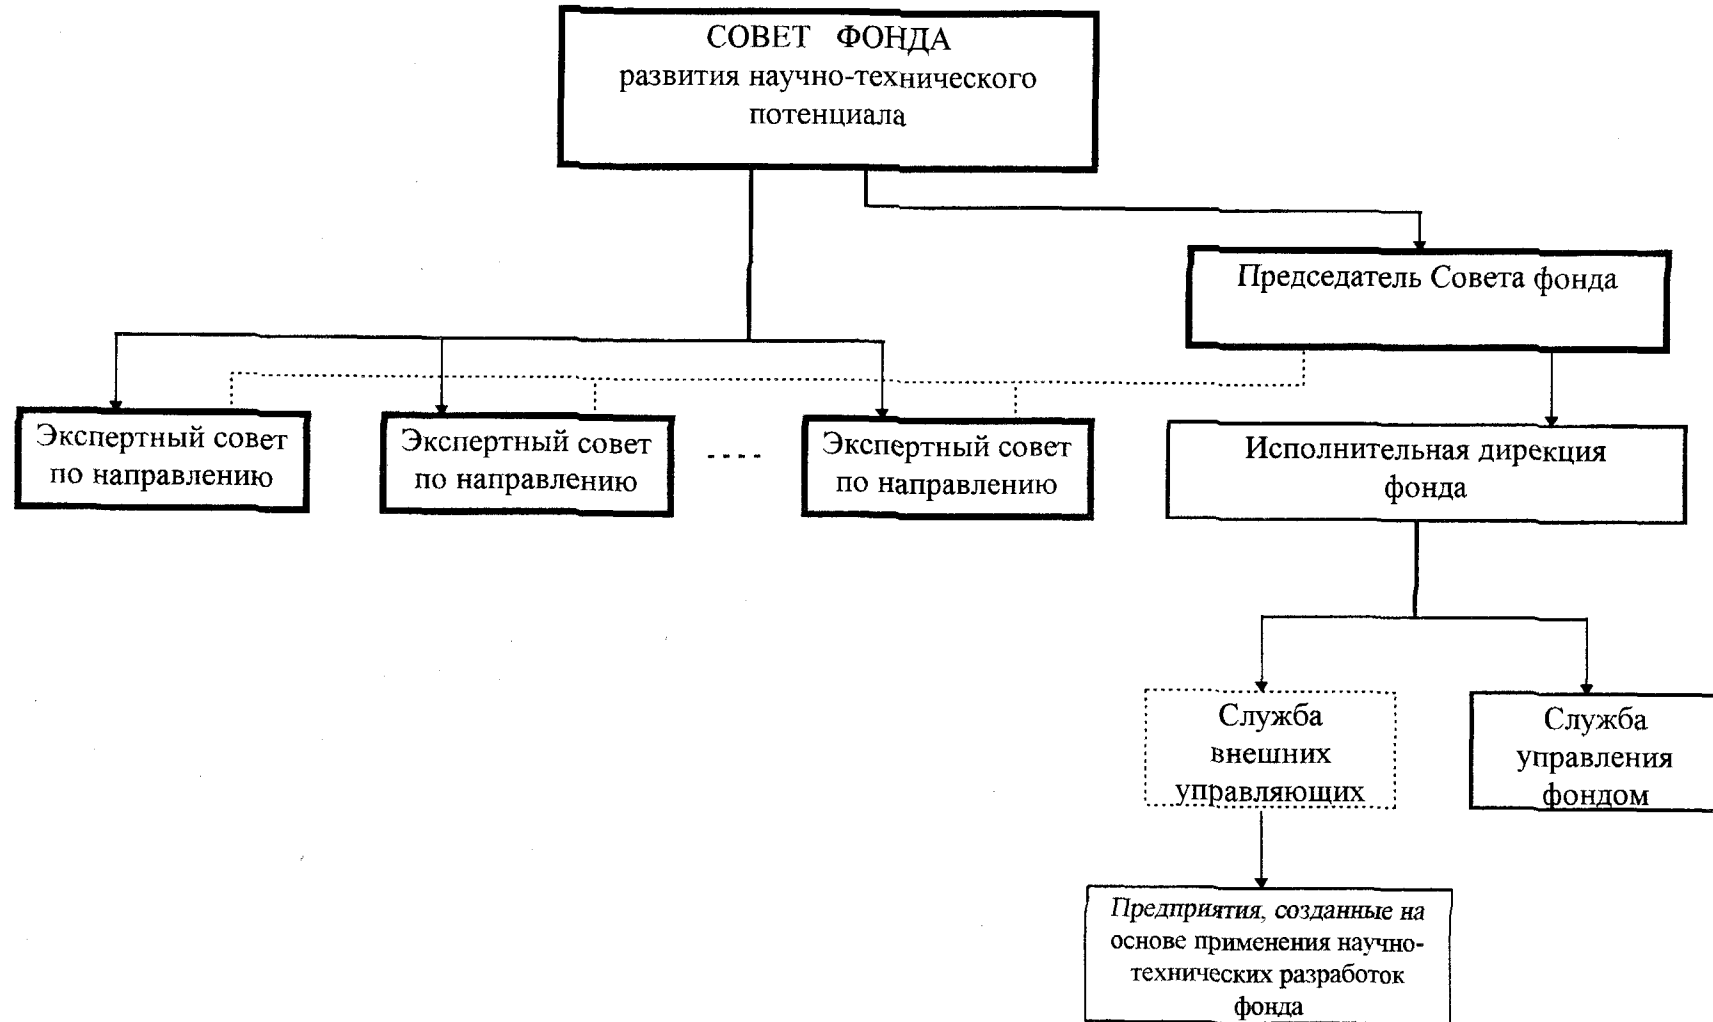 СОВЕТ ФОНДА
развития научно-технического
потенциала
Председатель Совета фонда
Экспертный совет
по направлению
Экспертный совет
по направлению
- - - -
Экспертный совет
по направлению
Исполнительная дирекция
фонда
Служба
внешних
управляющих
Служба
управления
фондом
Предприятия, созданные на
основе применения научно-
технических разработок
фонда